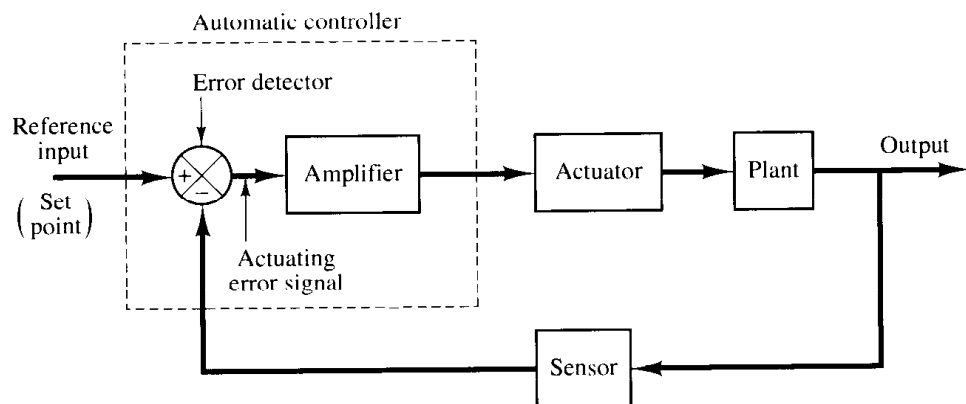 Automatic controller
Error detector
Reference
input
(Set
point)
+
−
Amplifier
Actuator
Plant
Output
Actuating
error signal
Sensor